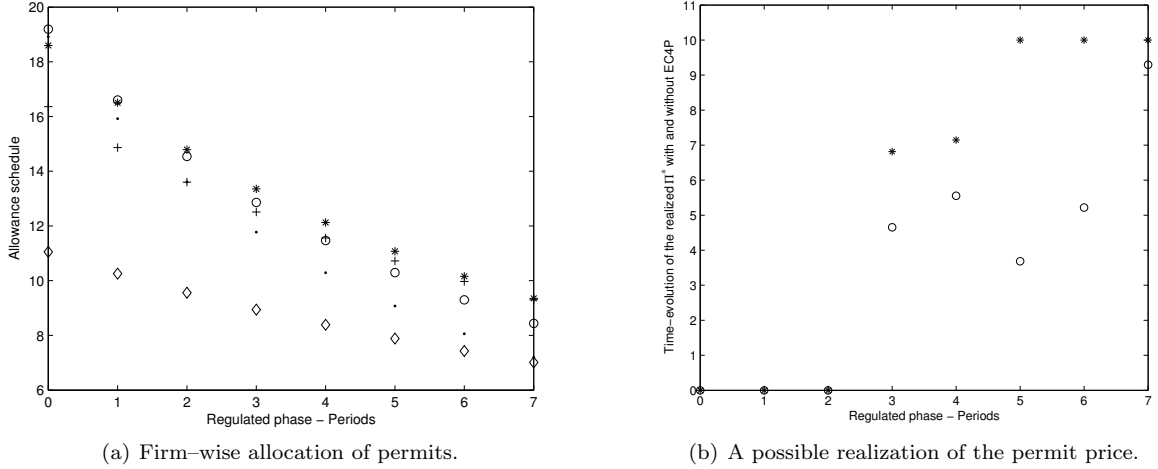 20
18
16
14
12
10
8
6
Allowance schedule
0 1 2 3 4 5 6 7
Regulated phase − Periods
(a) Firm–wise allocation of permits.
11
10
9
8
7
6
5
4
3
2
1
0
Time−evolution of the realized Π* with and without EC4P
0 1 2 3 4 5 6 7
Regulated phase − Periods
(b) A possible realization of the permit price.